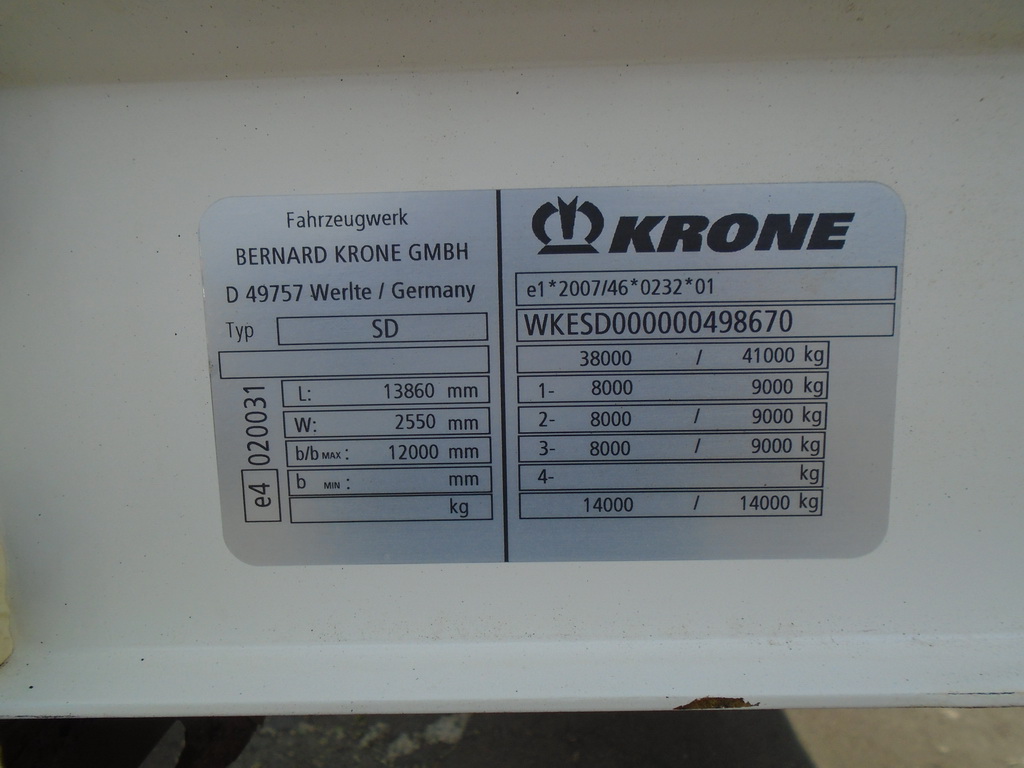 Fahrzeugwerk
BERNARD KRONE GMBH
D 49757 Werlte / Germany
Typ SD
L: 13860 mm
W: 2550 mm
b/b MAX : 12000 mm
b MIN : mm
kg
e4 020031
KRONE
e1*2007/46*0232*01
WKESD000000498670
38000 / 41000 kg
1- 8000 9000 kg
2- 8000 / 9000 kg
3- 8000 / 9000 kg
4- kg
14000 / 14000 kg